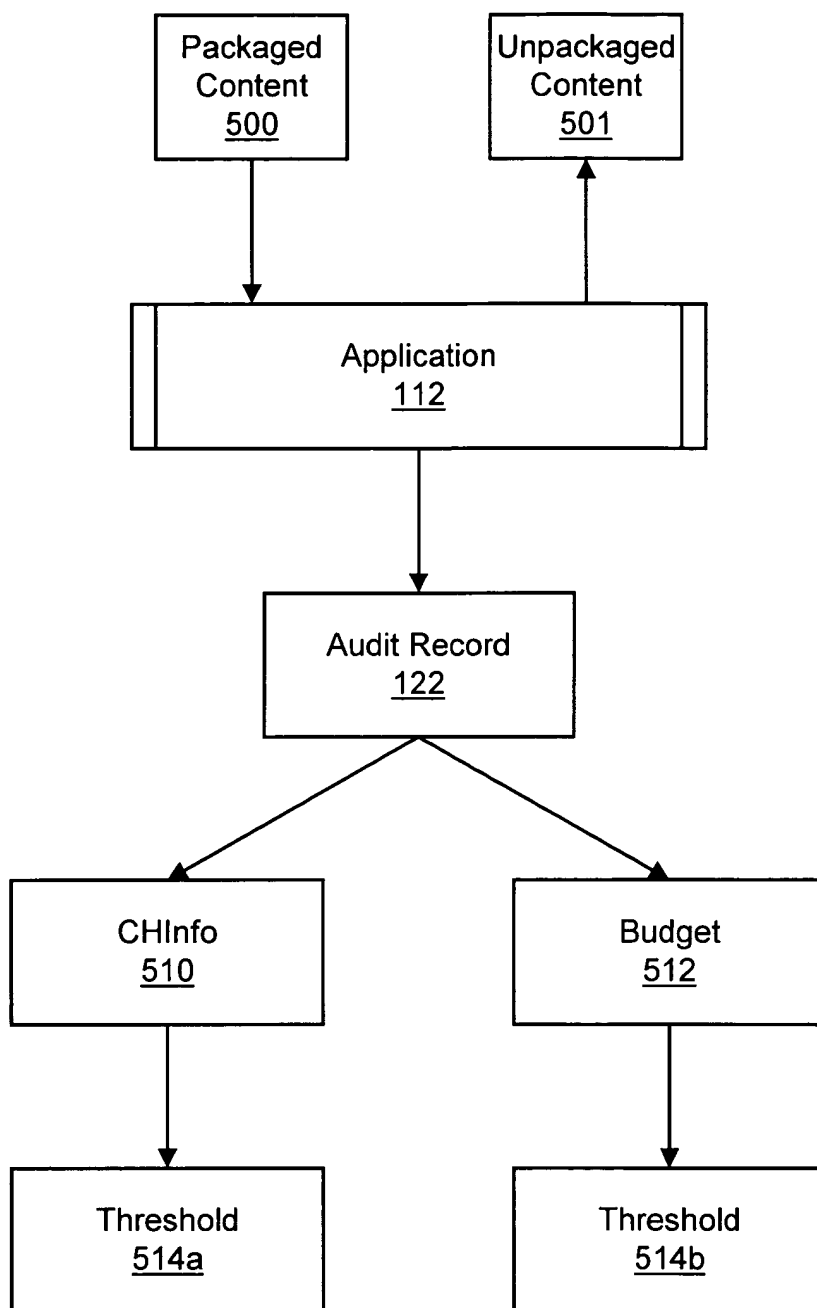 Packaged
Content
500
Unpackaged
Content
501
Application
112
Audit Record
122
CHInfo
510
Budget
512
Threshold
514a
Threshold
514b